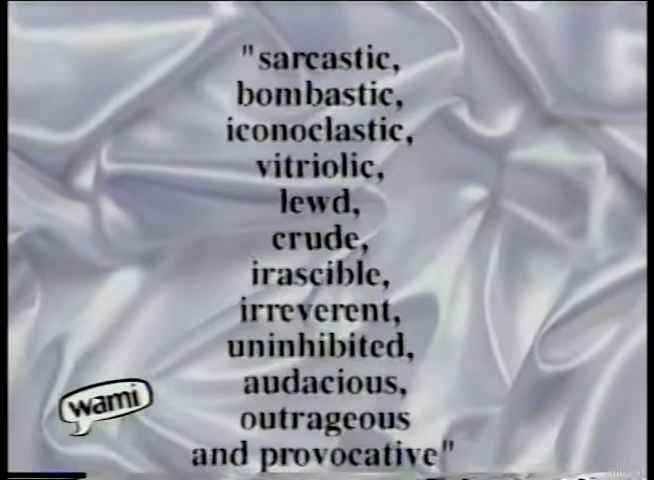 "sarcastic,
bombastic,
iconoclastic,
vitriolic,
lewd,
crude,
irascible,
irreverent,
uninhibited,
audacious,
outrageous
and provocative"
wami